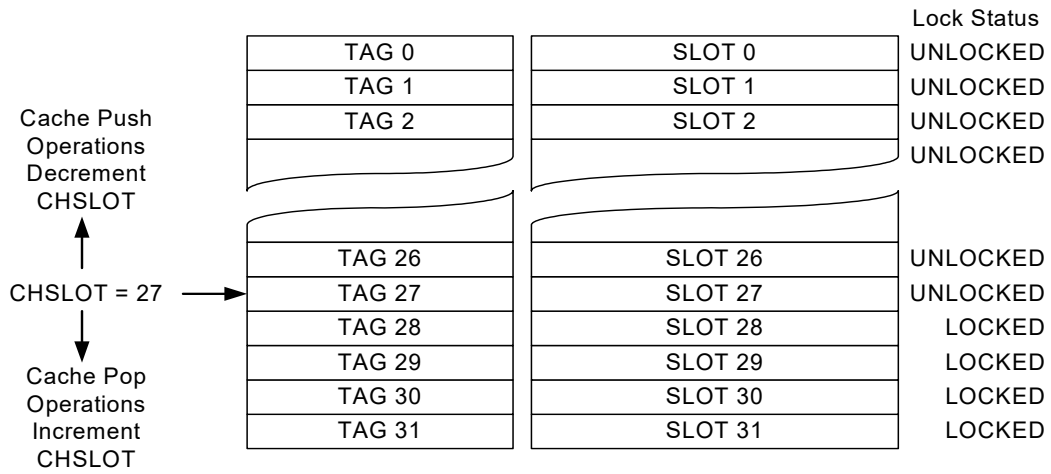 Lock Status
TAG 0 SLOT 0 UNLOCKED
TAG 1 SLOT 1 UNLOCKED
TAG 2 SLOT 2 UNLOCKED
UNLOCKED
Cache Push
Operations
Decrement
CHSLOT
TAG 26 SLOT 26 UNLOCKED
CHSLOT = 27 TAG 27 SLOT 27 UNLOCKED
TAG 28 SLOT 28 LOCKED
TAG 29 SLOT 29 LOCKED
TAG 30 SLOT 30 LOCKED
TAG 31 SLOT 31 LOCKED
Cache Pop
Operations
Increment
CHSLOT